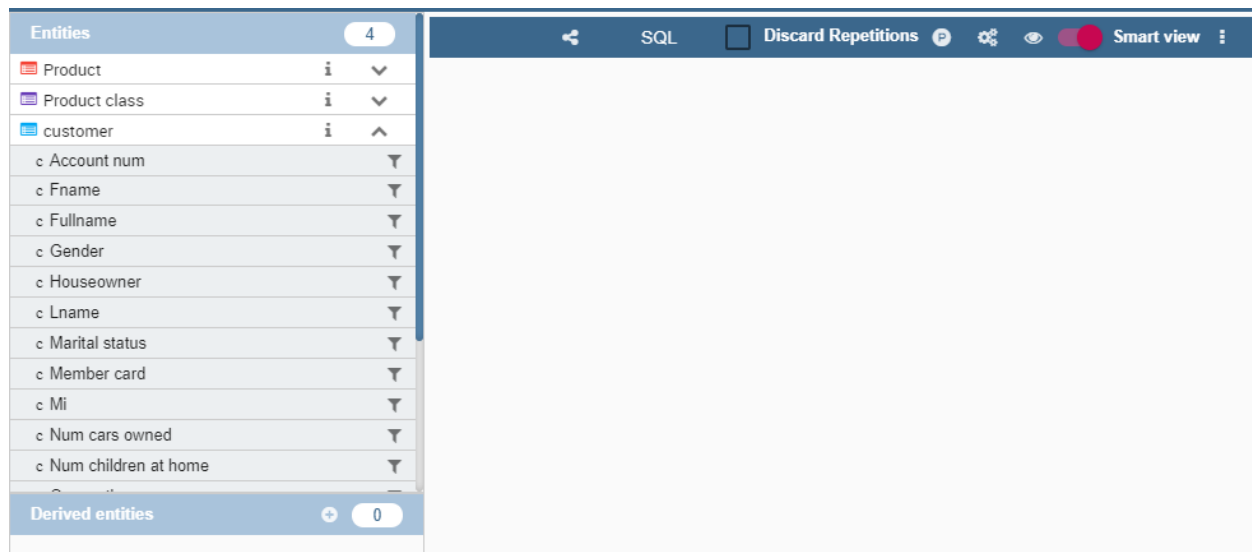 Entities 4
SQL Discard Repetitions P Smart view
Product i
Product class i
customer i
c Account num
c Fname
c Fullname
c Gender
c Houseowner
c Lname
c Marital status
c Member card
c Mi
c Num cars owned
c Num children at home
Derived entities 0